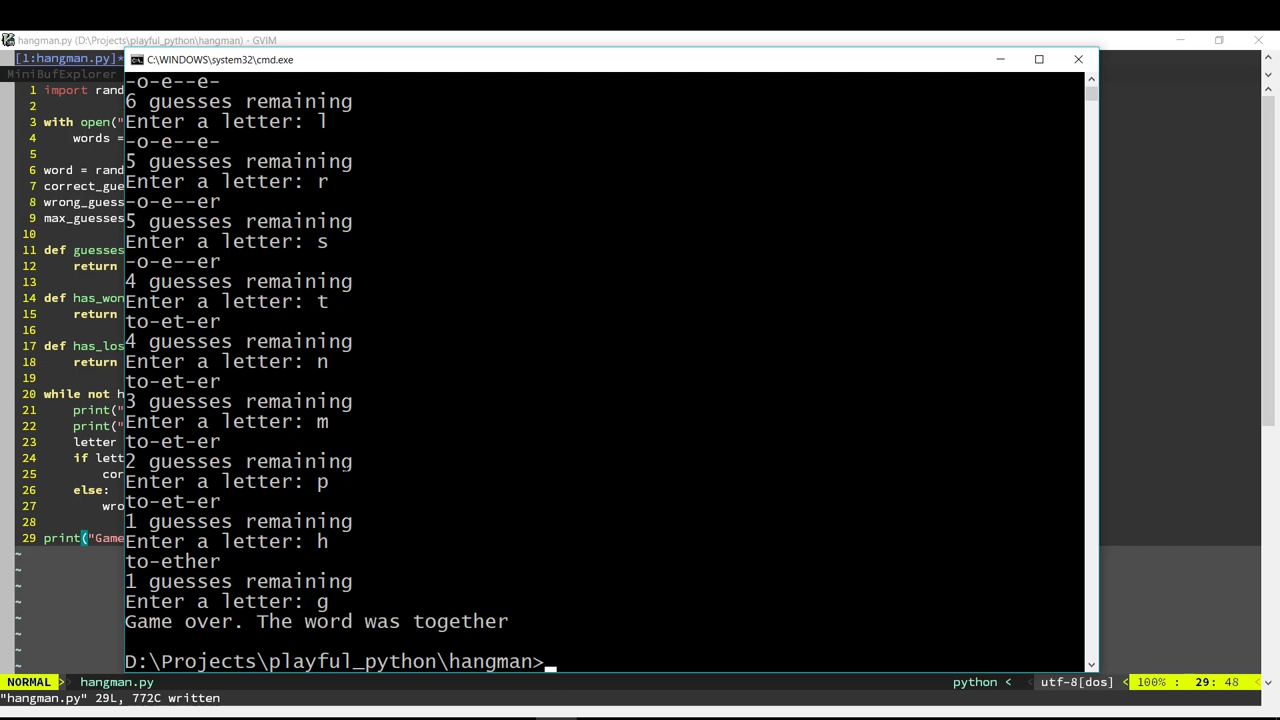 hangman.py (D:\Projects\playful_python\hangman) - GVIM
[1:hangman.py]*
MiniBufExplorer
C:\WINDOWS\system32\cmd.exe
1 import rand
2
3 with open("
4 words =
5
6 word = rand
7 correct_gue
8 wrong_guess
9 max_guesses
10
11 def guesses
12 return
13
14 def has_won
15 return
16
17 def has_los
18 return
19
20 while not h
21 print("
22 print("
23 letter
24 if lett
25 cor
26 else:
27 wro
28
29 print("Game
~
~
~
~
~
~
~
~
-o-e--e-
6 guesses remaining
Enter a letter: l
-o-e--e-
5 guesses remaining
Enter a letter: r
-o-e--er
5 guesses remaining
Enter a letter: s
-o-e--er
4 guesses remaining
Enter a letter: t
to-et-er
4 guesses remaining
Enter a letter: n
to-et-er
3 guesses remaining
Enter a letter: m
to-et-er
2 guesses remaining
Enter a letter: p
to-et-er
1 guesses remaining
Enter a letter: h
to-ether
1 guesses remaining
Enter a letter: g
Game over. The word was together
D:\Projects\playful_python\hangman>
NORMAL > hangman.py python < < utf-8[dos] < 100% : 29: 48 <
"hangman.py" 29L, 772C written